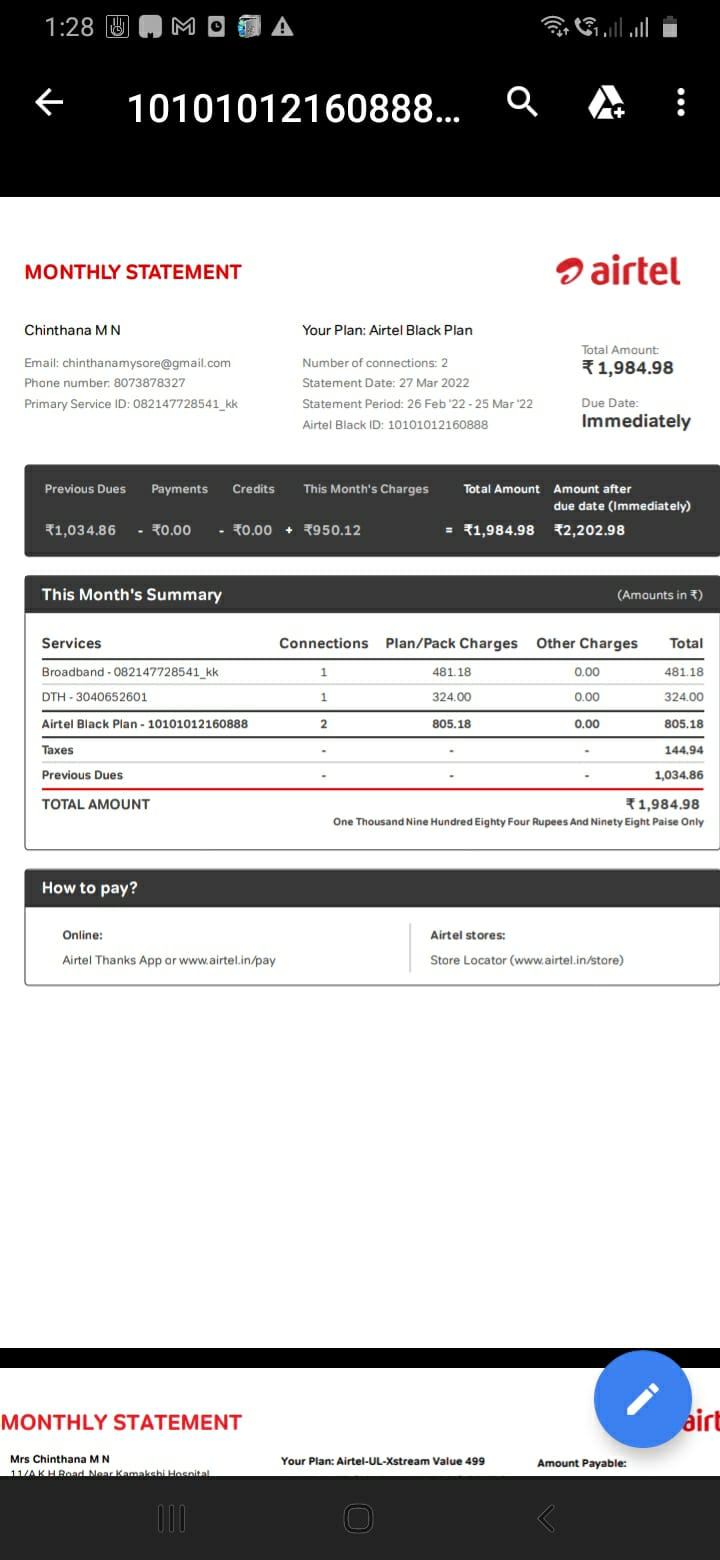 1:28
10101012160888...
MONTHLY STATEMENT
airtel
Chinthana M N
Email: chinthanamysore@gmail.com
Phone number: 8073878327
Primary Service ID: 082147728541_kk
Your Plan: Airtel Black Plan
Number of connections: 2
Statement Date: 27 Mar 2022
Statement Period: 26 Feb '22 - 25 Mar '22
Airtel Black ID: 10101012160888
Total Amount:
₹ 1,984.98
Due Date:
Immediately
Previous Dues Payments Credits This Month's Charges Total Amount Amount after
due date (Immediately)
₹1,034.86 - ₹0.00 - ₹0.00 + ₹950.12 = ₹1,984.98 ₹2,202.98
This Month's Summary (Amounts in ₹)
Services Connections Plan/Pack Charges Other Charges Total
Broadband - 082147728541_kk 1 481.18 0.00 481.18
DTH - 3040652601 1 324.00 0.00 324.00
Airtel Black Plan - 10101012160888 2 805.18 0.00 805.18
Taxes - - - 144.94
Previous Dues - - - 1,034.86
TOTAL AMOUNT ₹ 1,984.98
One Thousand Nine Hundred Eighty Four Rupees And Ninety Eight Paise Only
How to pay?
Online:
Airtel Thanks App or www.airtel.in/pay
Airtel stores:
Store Locator (www.airtel.in/store)
MONTHLY STATEMENT
airt
Mrs Chinthana M N
11/A K H Road Near Kamakshi Hospital
Your Plan: Airtel-UL-Xstream Value 499
Amount Payable: